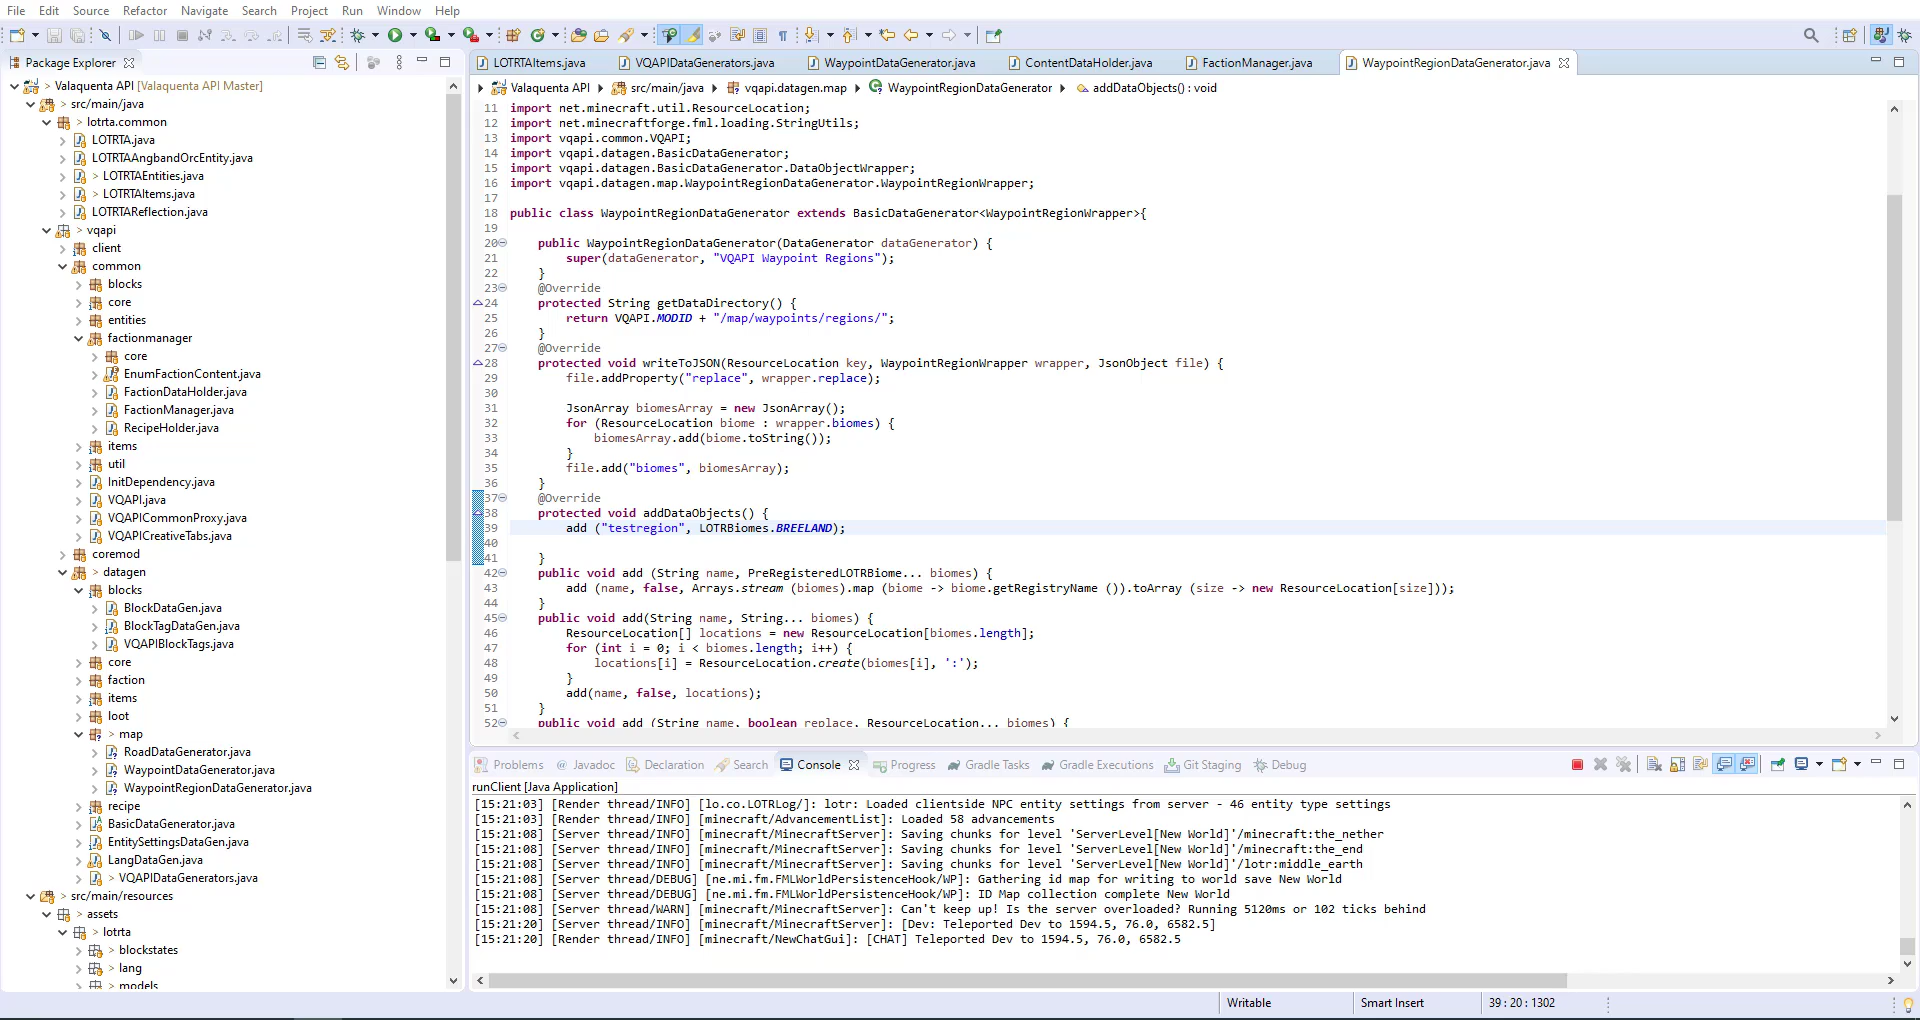 File Edit Source Refactor Navigate Search Project Run Window Help
Package Explorer
> Valaquenta API [Valaquenta API Master]
> src/main/java
> lotrta.common
LOTRTA.java
LOTRTAAngbandOrcEntity.java
> LOTRTAEntities.java
> LOTRTAItems.java
LOTRTAReflection.java
> vqapi
client
common
blocks
core
entities
factionmanager
core
EnumFactionContent.java
FactionDataHolder.java
FactionManager.java
RecipeHolder.java
items
util
InitDependency.java
VQAPI.java
VQAPICommonProxy.java
VQAPICreativeTabs.java
coremod
> datagen
blocks
BlockDataGen.java
BlockTagDataGen.java
VQAPIBlockTags.java
core
faction
items
loot
> map
RoadDataGenerator.java
WaypointDataGenerator.java
WaypointRegionDataGenerator.java
recipe
BasicDataGenerator.java
EntitySettingsDataGen.java
LangDataGen.java
> VQAPIDataGenerators.java
> src/main/resources
> assets
> lotrta
> blockstates
> lang
> models
LOTRTAItems.java VQAPIDataGenerators.java WaypointDataGenerator.java ContentDataHolder.java FactionManager.java WaypointRegionDataGenerator.java
Valaquenta API src/main/java vqapi.datagen.map WaypointRegionDataGenerator addDataObjects() : void
11 import net.minecraft.util.ResourceLocation;
12 import net.minecraftforge.fml.loading.StringUtils;
13 import vqapi.common.VQAPI;
14 import vqapi.datagen.BasicDataGenerator;
15 import vqapi.datagen.BasicDataGenerator.DataObjectWrapper;
16 import vqapi.datagen.map.WaypointRegionDataGenerator.WaypointRegionWrapper;
17
18 public class WaypointRegionDataGenerator extends BasicDataGenerator<WaypointRegionWrapper>{
19
20 public WaypointRegionDataGenerator(DataGenerator dataGenerator) {
21 super(dataGenerator, "VQAPI Waypoint Regions");
22 }
23 @Override
24 protected String getDataDirectory() {
25 return VQAPI.MODID + "/map/waypoints/regions/";
26 }
27 @Override
28 protected void writeToJSON(ResourceLocation key, WaypointRegionWrapper wrapper, JsonObject file) {
29 file.addProperty("replace", wrapper.replace);
30
31 JsonArray biomesArray = new JsonArray();
32 for (ResourceLocation biome : wrapper.biomes) {
33 biomesArray.add(biome.toString());
34 }
35 file.add("biomes", biomesArray);
36 }
37 @Override
38 protected void addDataObjects() {
39 add ("testregion", LOTRBiomes.BREELAND);
40
41 }
42 public void add (String name, PreRegisteredLOTRBiome... biomes) {
43 add (name, false, Arrays.stream (biomes).map (biome -> biome.getRegistryName ()).toArray (size -> new ResourceLocation[size]));
44 }
45 public void add(String name, String... biomes) {
46 ResourceLocation[] locations = new ResourceLocation[biomes.length];
47 for (int i = 0; i < biomes.length; i++) {
48 locations[i] = ResourceLocation.create(biomes[i], ':');
49 }
50 add(name, false, locations);
51 }
52 public void add (String name, boolean replace, ResourceLocation... biomes) {
Problems Javadoc Declaration Search Console Progress Gradle Tasks Gradle Executions Git Staging Debug
runClient [Java Application]
[15:21:03] [Render thread/INFO] [lo.co.LOTRLog/]: lotr: Loaded clientside NPC entity settings from server - 46 entity type settings
[15:21:03] [Render thread/INFO] [minecraft/AdvancementList]: Loaded 58 advancements
[15:21:08] [Server thread/INFO] [minecraft/MinecraftServer]: Saving chunks for level 'ServerLevel[New World]'/minecraft:the_nether
[15:21:08] [Server thread/INFO] [minecraft/MinecraftServer]: Saving chunks for level 'ServerLevel[New World]'/minecraft:the_end
[15:21:08] [Server thread/INFO] [minecraft/MinecraftServer]: Saving chunks for level 'ServerLevel[New World]'/lotr:middle_earth
[15:21:08] [Server thread/DEBUG] [ne.mi.fm.FMLWorldPersistenceHook/WP]: Gathering id map for writing to world save New World
[15:21:08] [Server thread/DEBUG] [ne.mi.fm.FMLWorldPersistenceHook/WP]: ID Map collection complete New World
[15:21:08] [Server thread/WARN] [minecraft/MinecraftServer]: Can't keep up! Is the server overloaded? Running 5120ms or 102 ticks behind
[15:21:20] [Server thread/INFO] [minecraft/MinecraftServer]: [Dev: Teleported Dev to 1594.5, 76.0, 6582.5]
[15:21:20] [Render thread/INFO] [minecraft/NewChatGui]: [CHAT] Teleported Dev to 1594.5, 76.0, 6582.5
Writable Smart Insert 39 : 20 : 1302